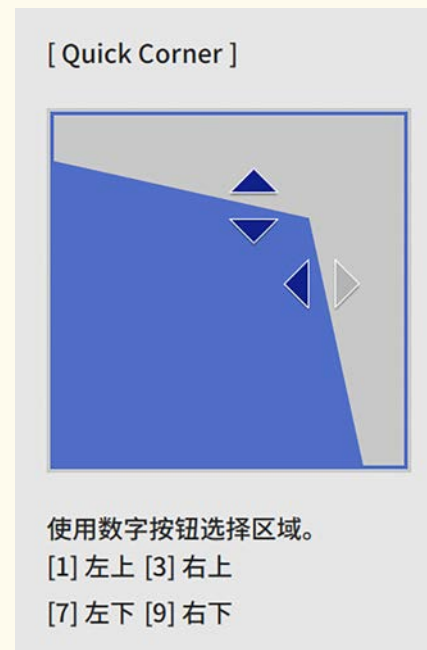 [ Quick Corner ]
使用数字按钮选择区域。
[1] 左上 [3] 右上
[7] 左下 [9] 右下